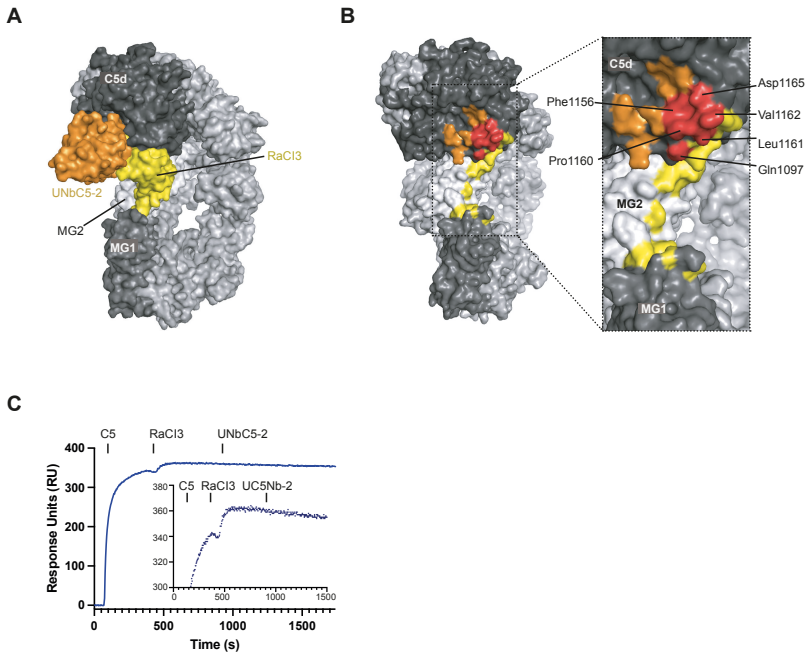 A
C5d
UNbC5-2
RaCI3
MG2
MG1
B
C5d
Phe1156
Asp1165
Val1162
Leu1161
Pro1160
Gln1097
MG2
MG1
C
C5 RaCI3 UNbC5-2
400
300
200
100
0
Response Units (RU)
0 500 1000 1500
Time (s)
C5 RaCI3 UC5Nb-2
380
360
340
320
300
0 500 1000 1500